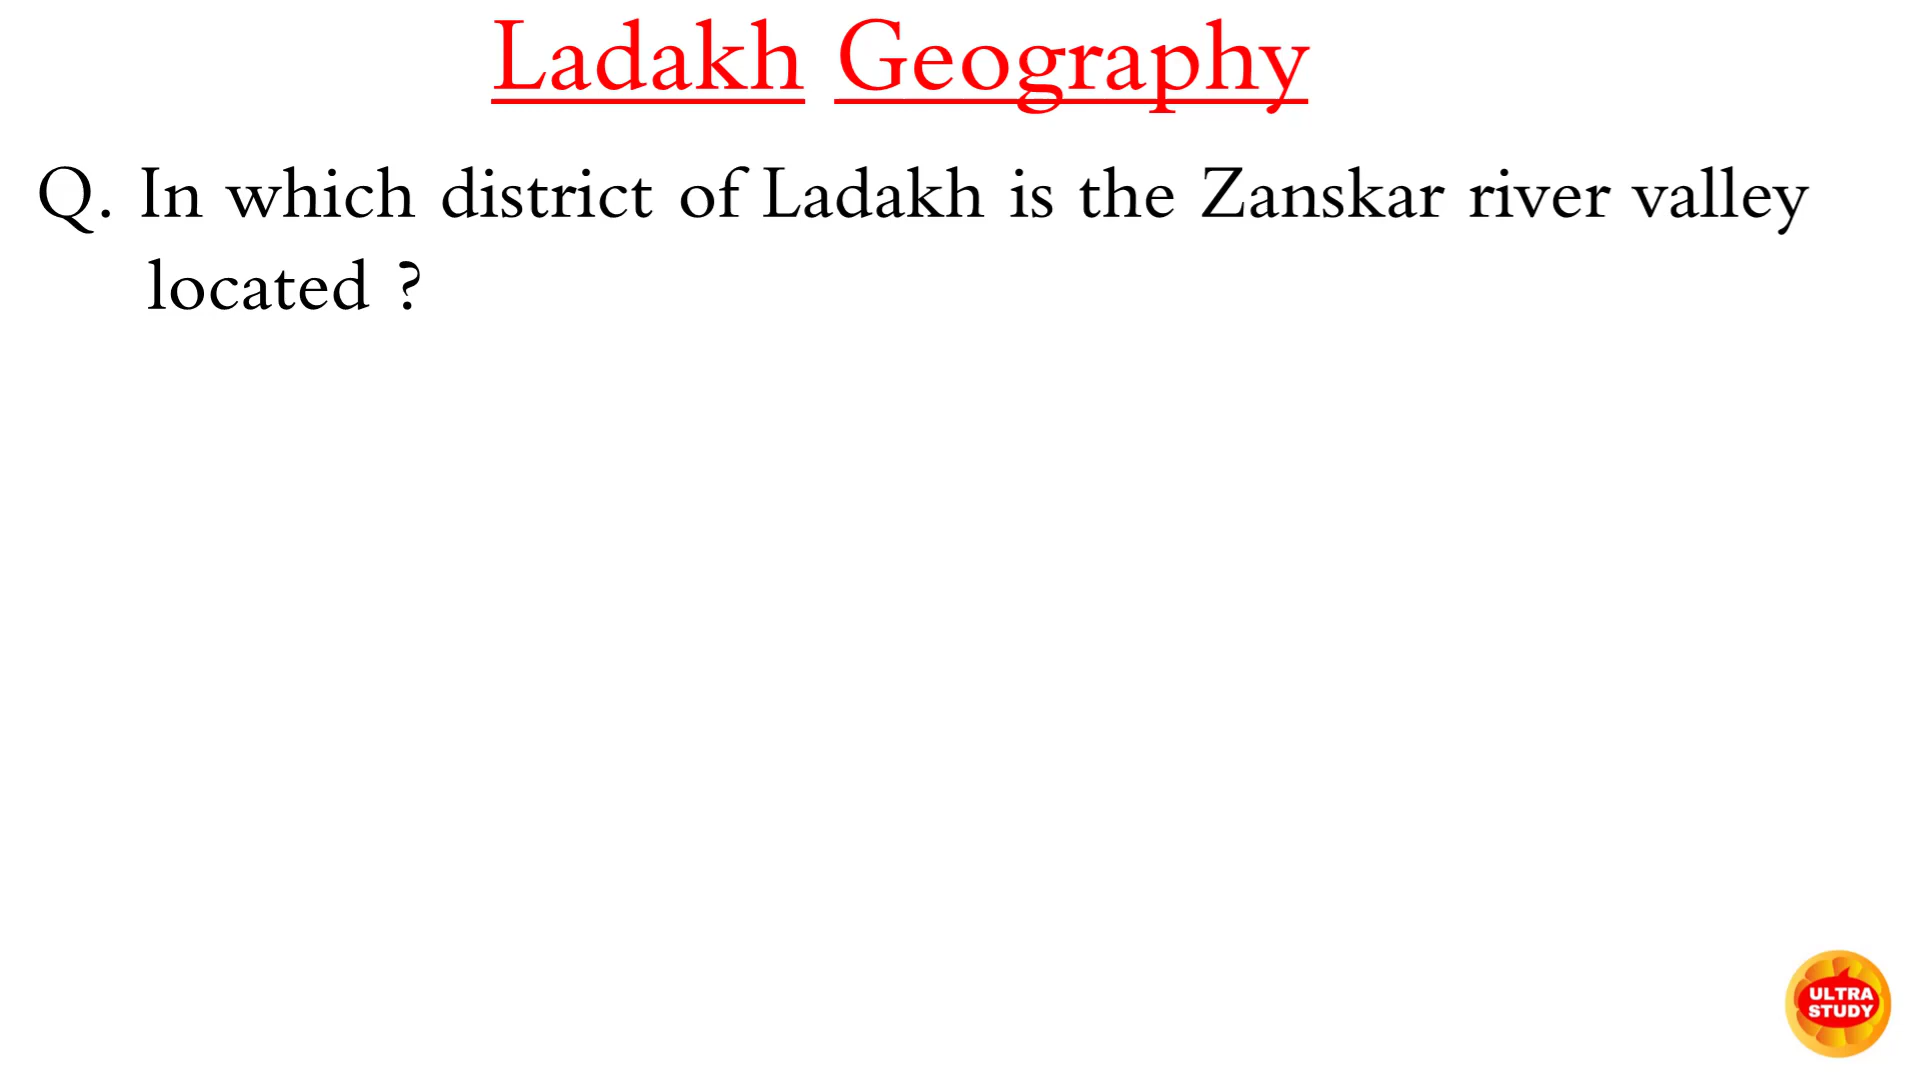 Ladakh Geography
Q. In which district of Ladakh is the Zanskar river valley
located ?
ULTRA
STUDY